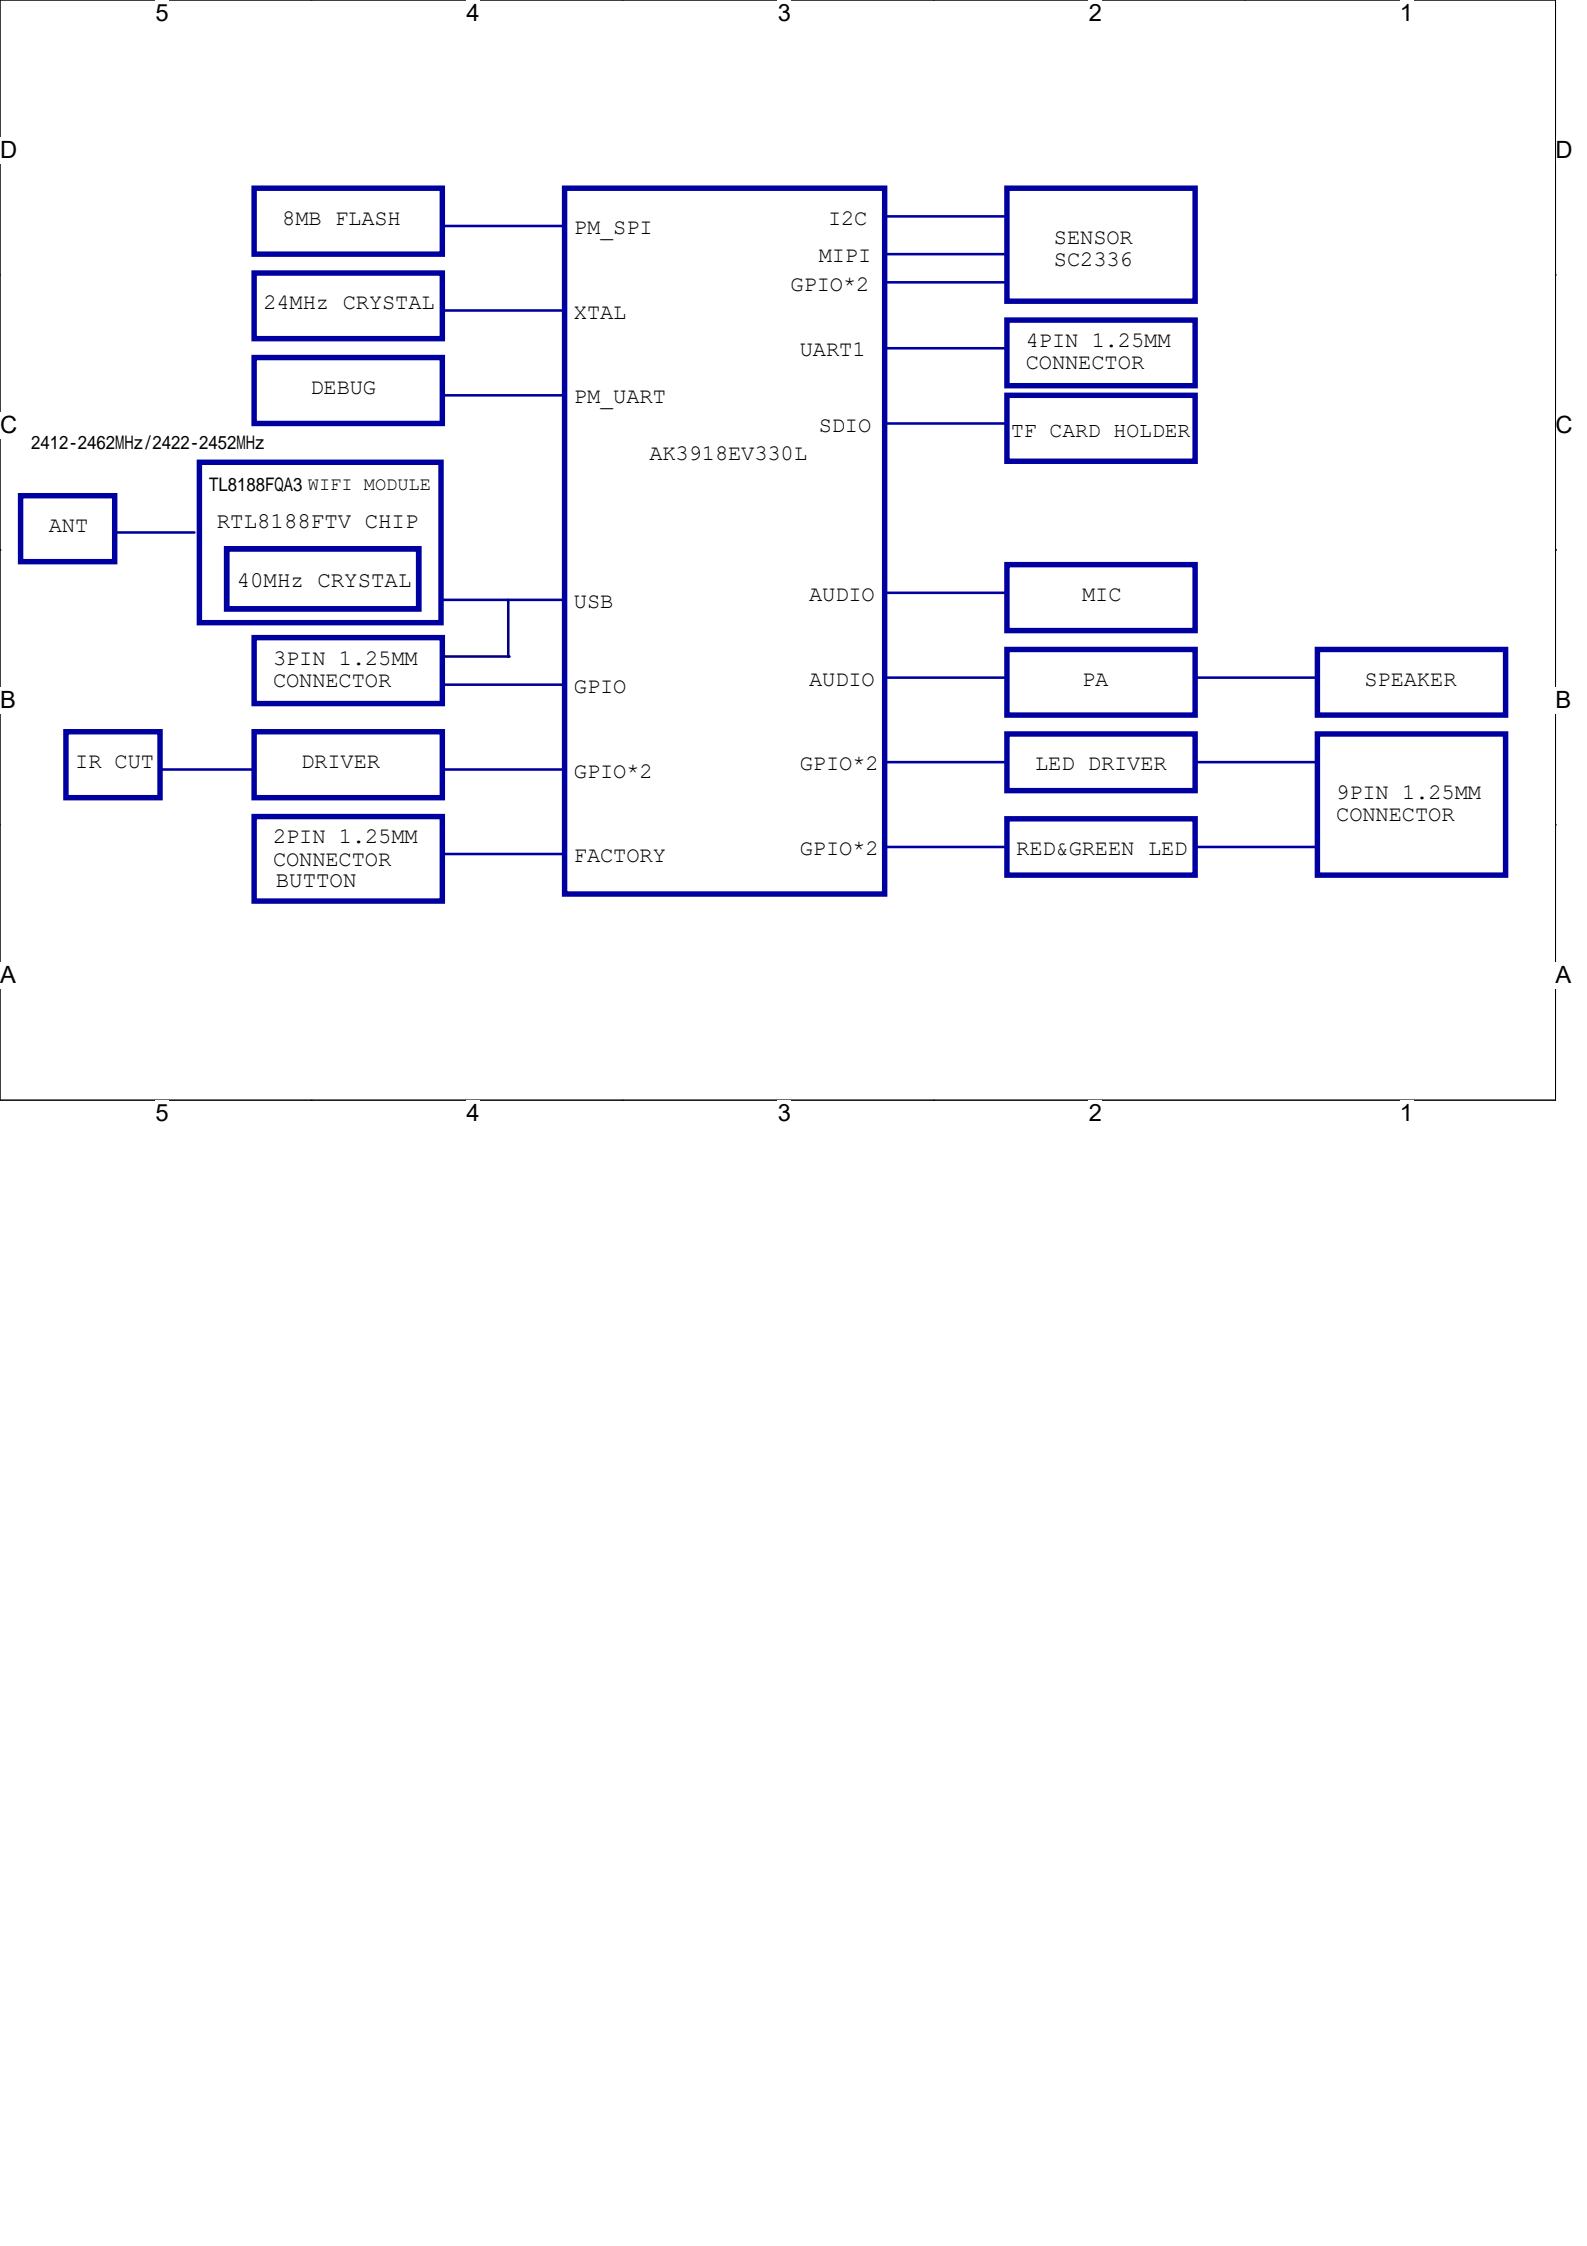 5 4 3 2 1
D D
8MB FLASH
PM_SPI
I2C
MIPI
GPIO*2
SENSOR
SC2336
24MHz CRYSTAL
XTAL
UART1
4PIN 1.25MM
CONNECTOR
DEBUG
PM_UART
SDIO
TF CARD HOLDER
C C
2412-2462MHz/2422-2452MHz
AK3918EV330L
TL8188FQA3 WIFI MODULE
RTL8188FTV CHIP
40MHz CRYSTAL
ANT
USB
AUDIO
MIC
3PIN 1.25MM
CONNECTOR
GPIO
AUDIO
PA
SPEAKER
B B
IR CUT
DRIVER
GPIO*2
GPIO*2
LED DRIVER
9PIN 1.25MM
CONNECTOR
2PIN 1.25MM
CONNECTOR
BUTTON
FACTORY
GPIO*2
RED&GREEN LED
A A
5 4 3 2 1